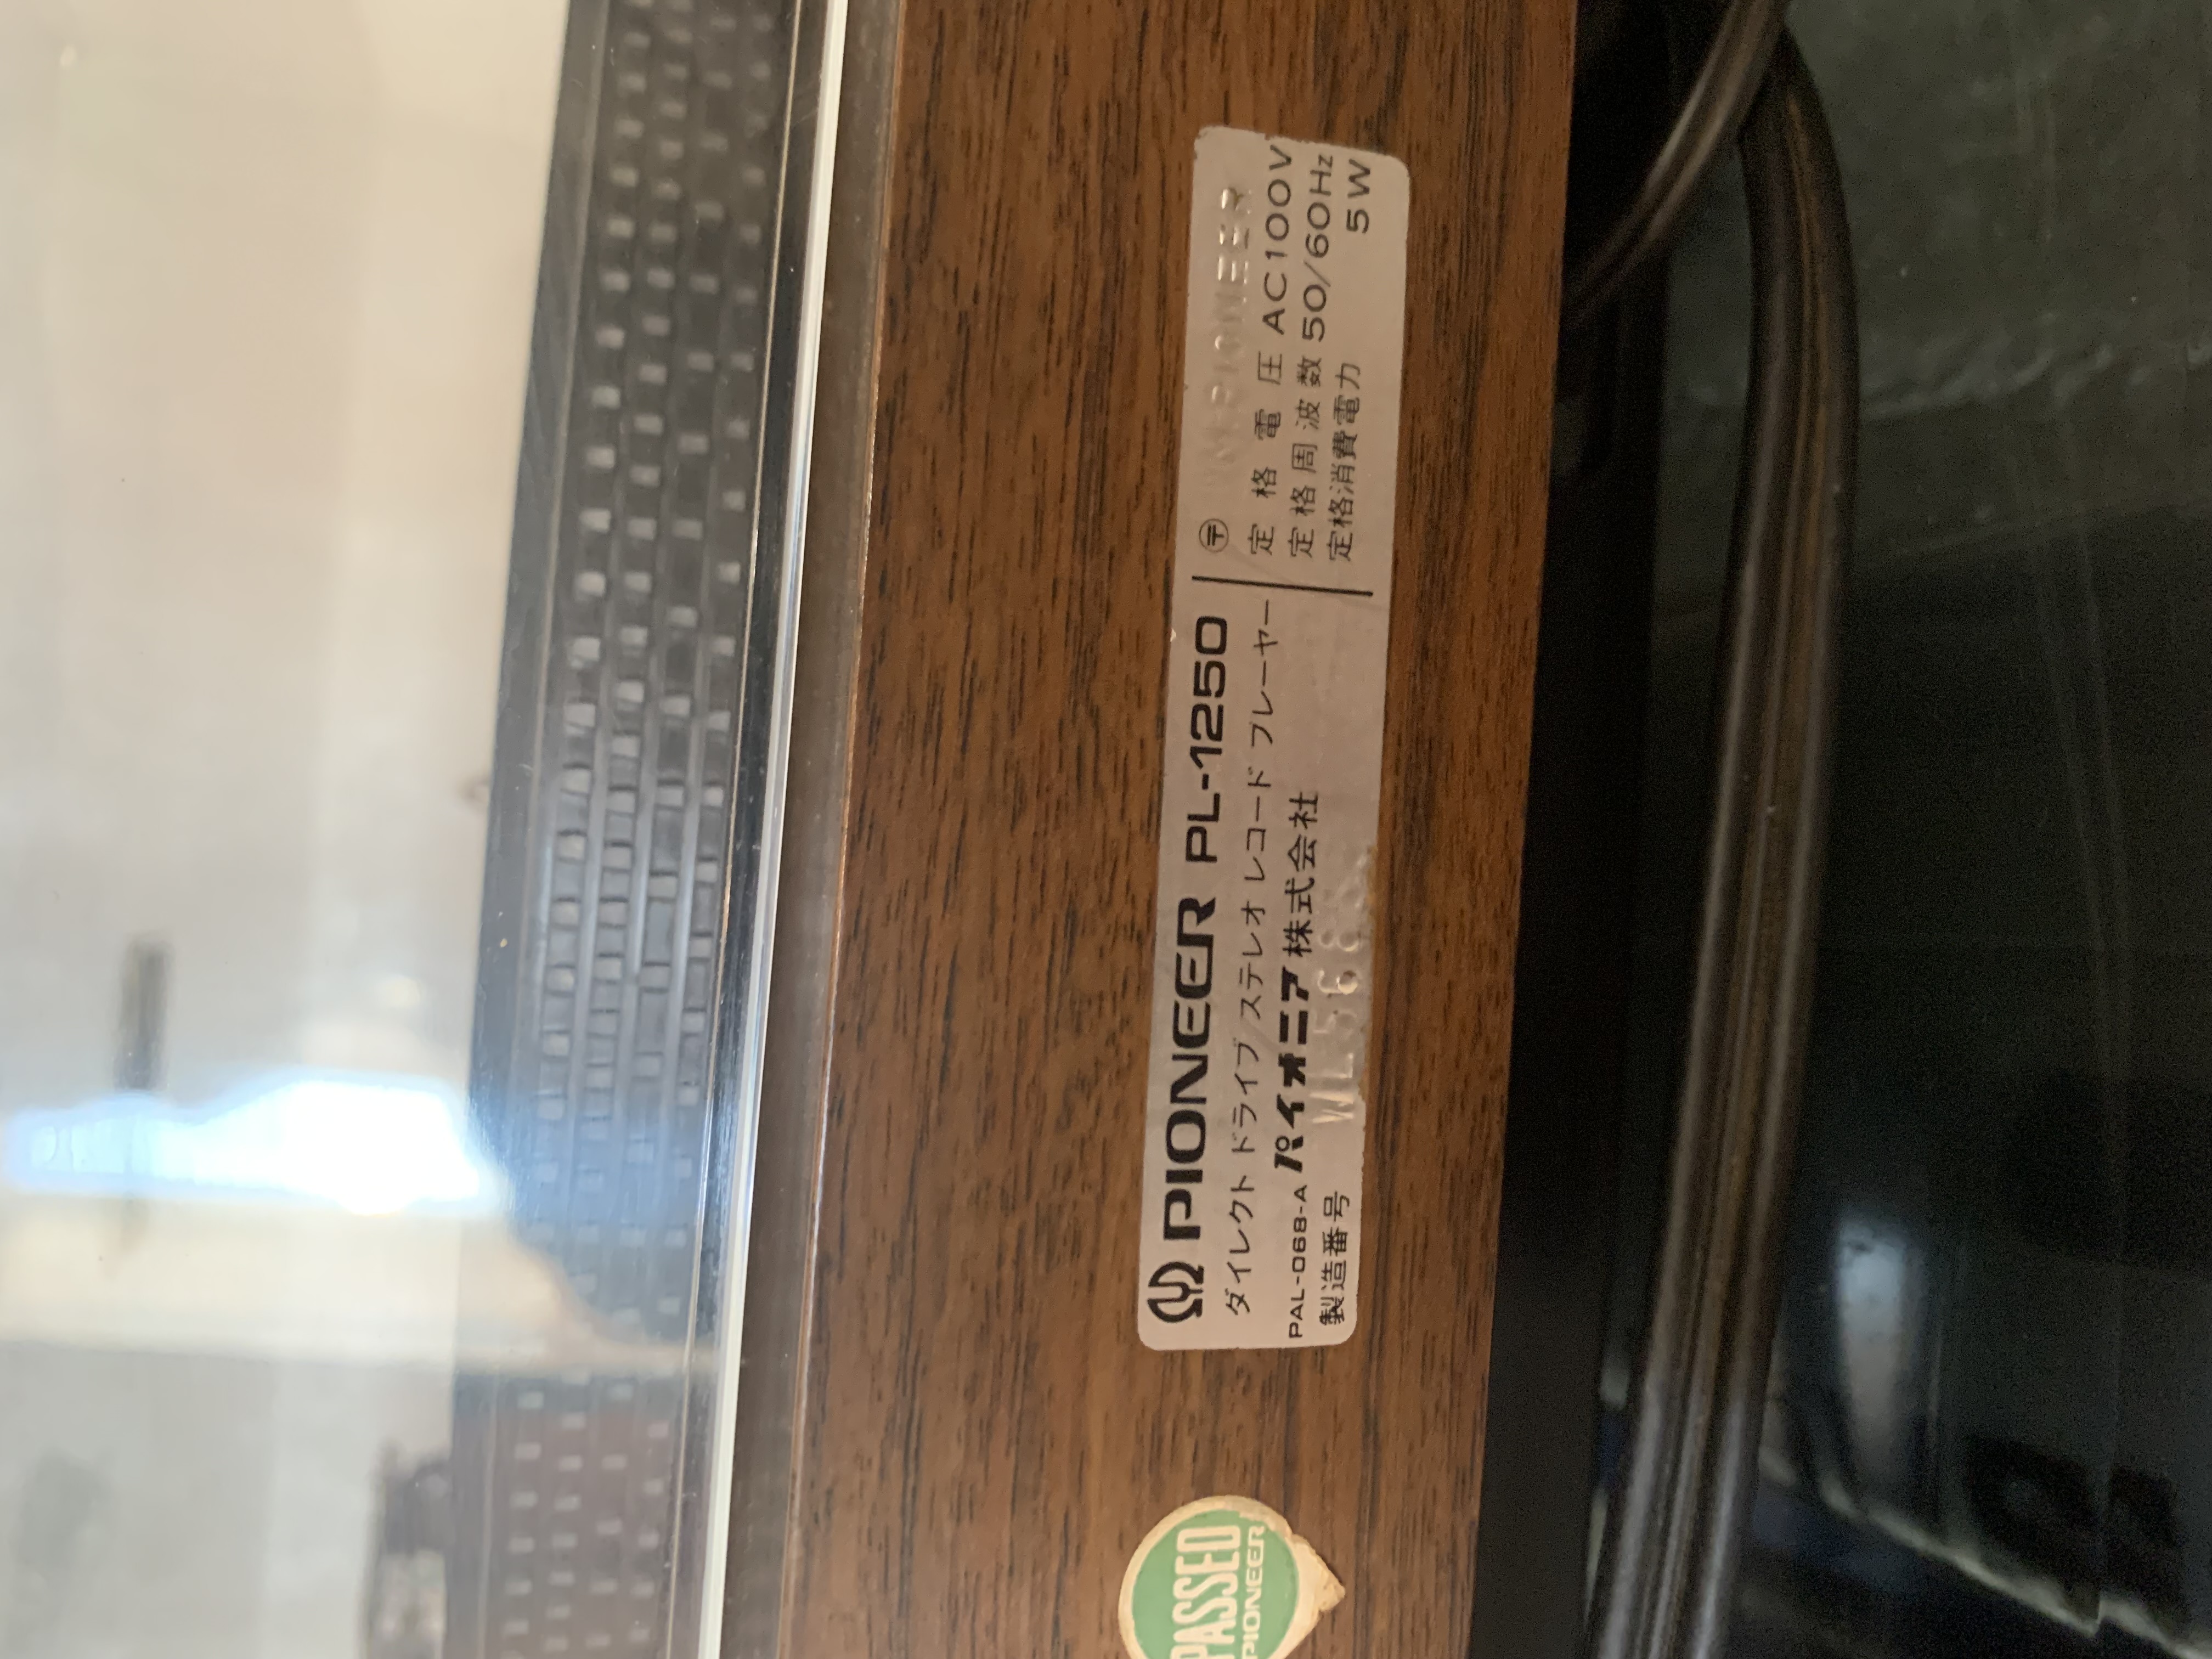 PIONEER PL-1250
ダイレクト ドライブ ステレオ レコード プレーヤー
PAL-068-A パイオニア株式会社
製造番号
〒
定格電圧 AC100V
定格周波数 50/60Hz
定格消費電力 5W
PASSED
PIONEER